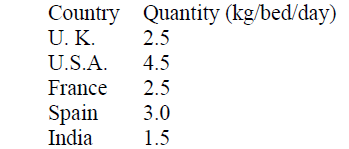 Country Quantity (kg/bed/day)
U. K. 2.5
U.S.A. 4.5
France 2.5
Spain 3.0
India 1.5